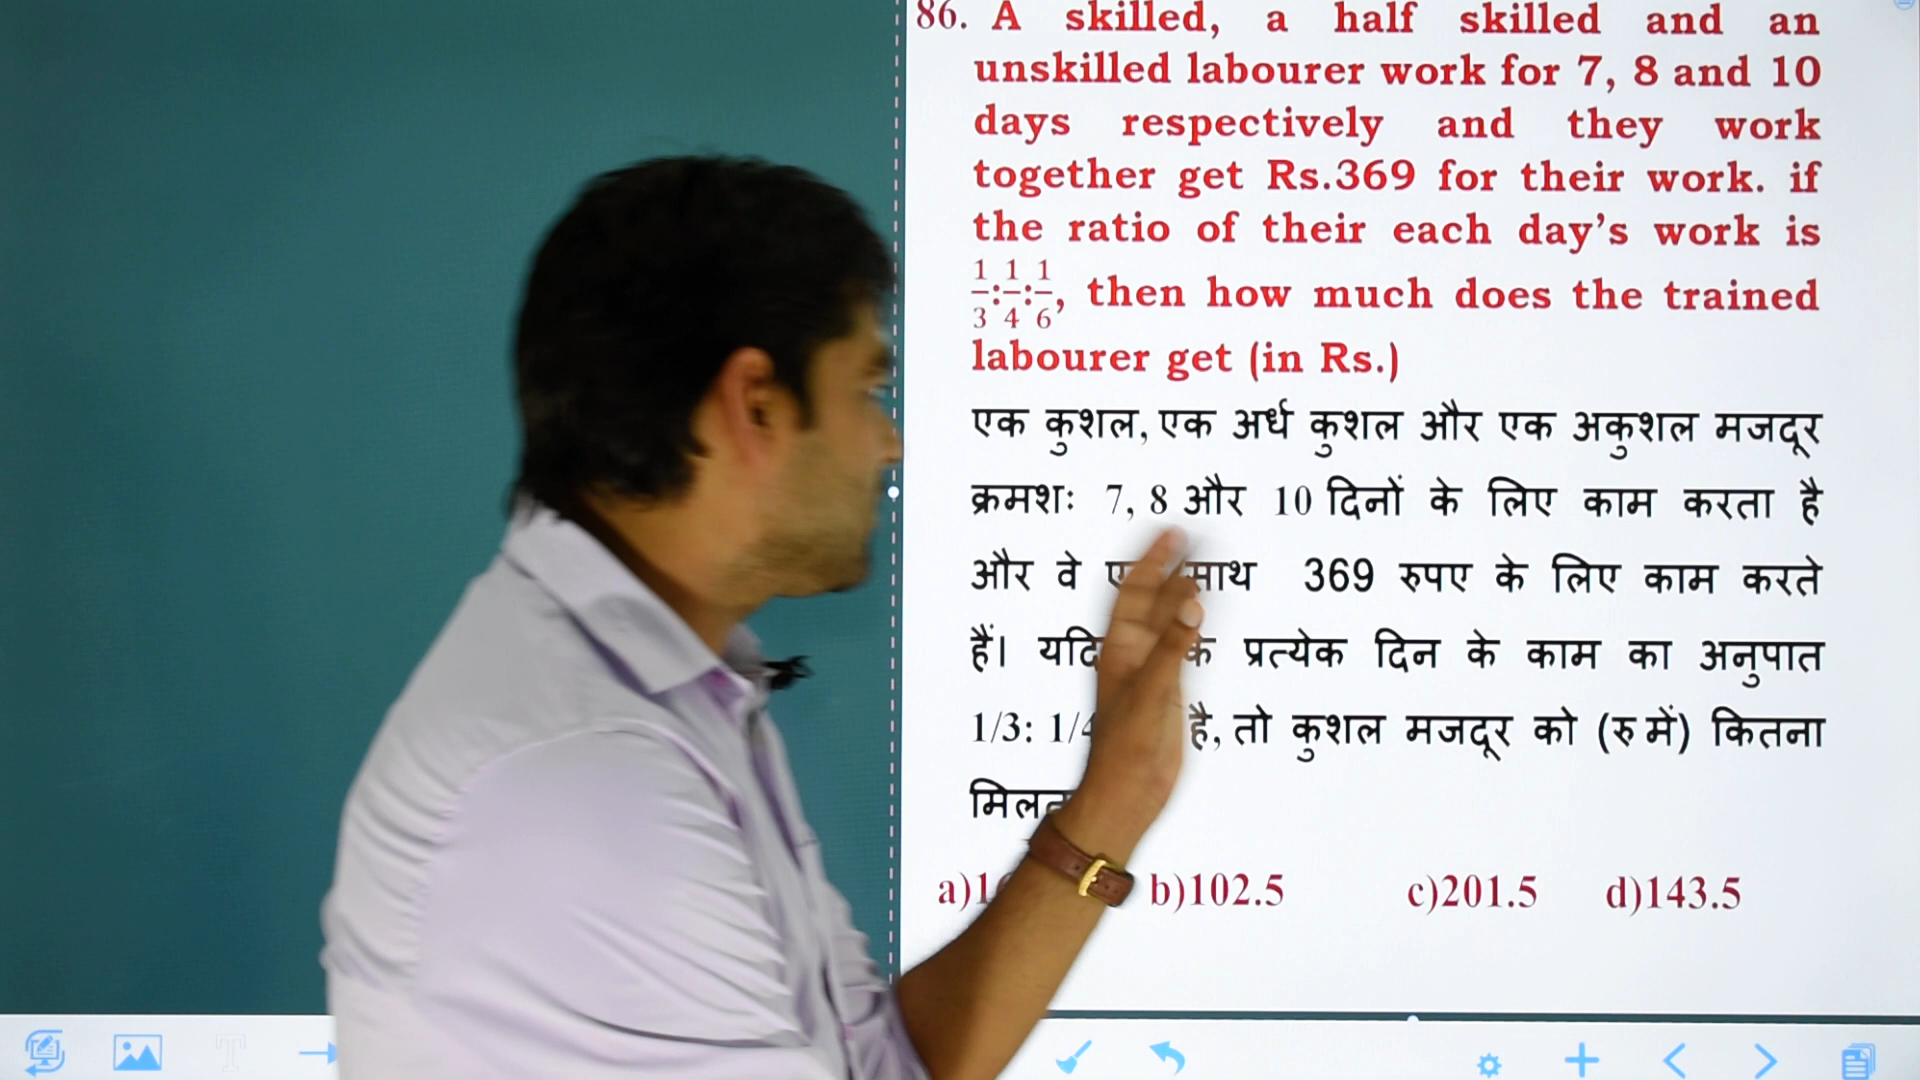 86. A skilled, a half skilled and an
unskilled labourer work for 7, 8 and 10
days respectively and they work
together get Rs.369 for their work. if
the ratio of their each day's work is
1/3:1/4:1/6, then how much does the trained
labourer get (in Rs.)
एक कुशल, एक अर्ध कुशल और एक अकुशल मजदूर
क्रमशः 7, 8 और 10 दिनों के लिए काम करता है
और वे 369 रुपए के लिए काम करते
हैं। प्रत्येक दिन के काम का अनुपात
1/3: है, तो कुशल मजदूर को (रु में) कितना
a) b)102.5 c)201.5 d)143.5